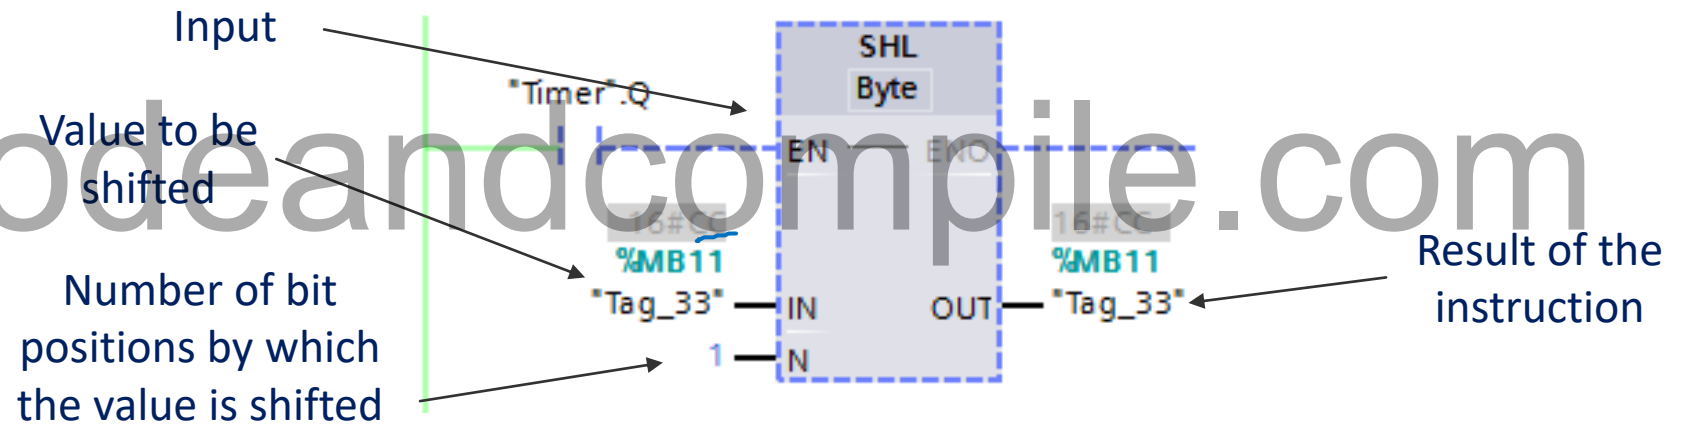 Input
SHL
Byte
"Timer".Q
Value to be
shifted
EN
ENO
odeandcompile.com
16#CC
16#CC
%MB11
%MB11
Result of the
instruction
Number of bit
positions by which
the value is shifted
"Tag_33"
IN
OUT
"Tag_33"
1
N